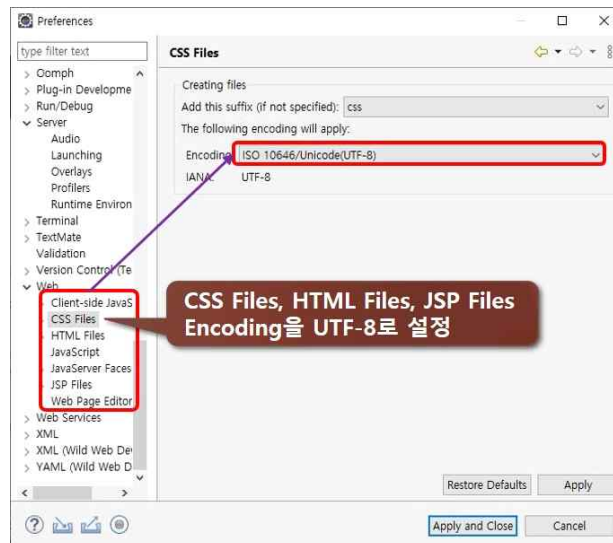 Preferences
type filter text
CSS Files
Oomph
Plug-in Developme
Run/Debug
Server
Audio
Launching
Overlays
Profilers
Runtime Environ
Terminal
TextMate
Validation
Version Control (Te
Web
Client-side JavaS
CSS Files
HTML Files
JavaScript
JavaServer Faces
JSP Files
Web Page Editor
Web Services
XML
XML (Wild Web De
YAML (Wild Web D
Creating files
Add this suffix (if not specified): css
The following encoding will apply:
Encoding: ISO 10646/Unicode(UTF-8)
IANA: UTF-8
CSS Files, HTML Files, JSP Files
Encoding을 UTF-8로 설정
Restore Defaults Apply
Apply and Close Cancel